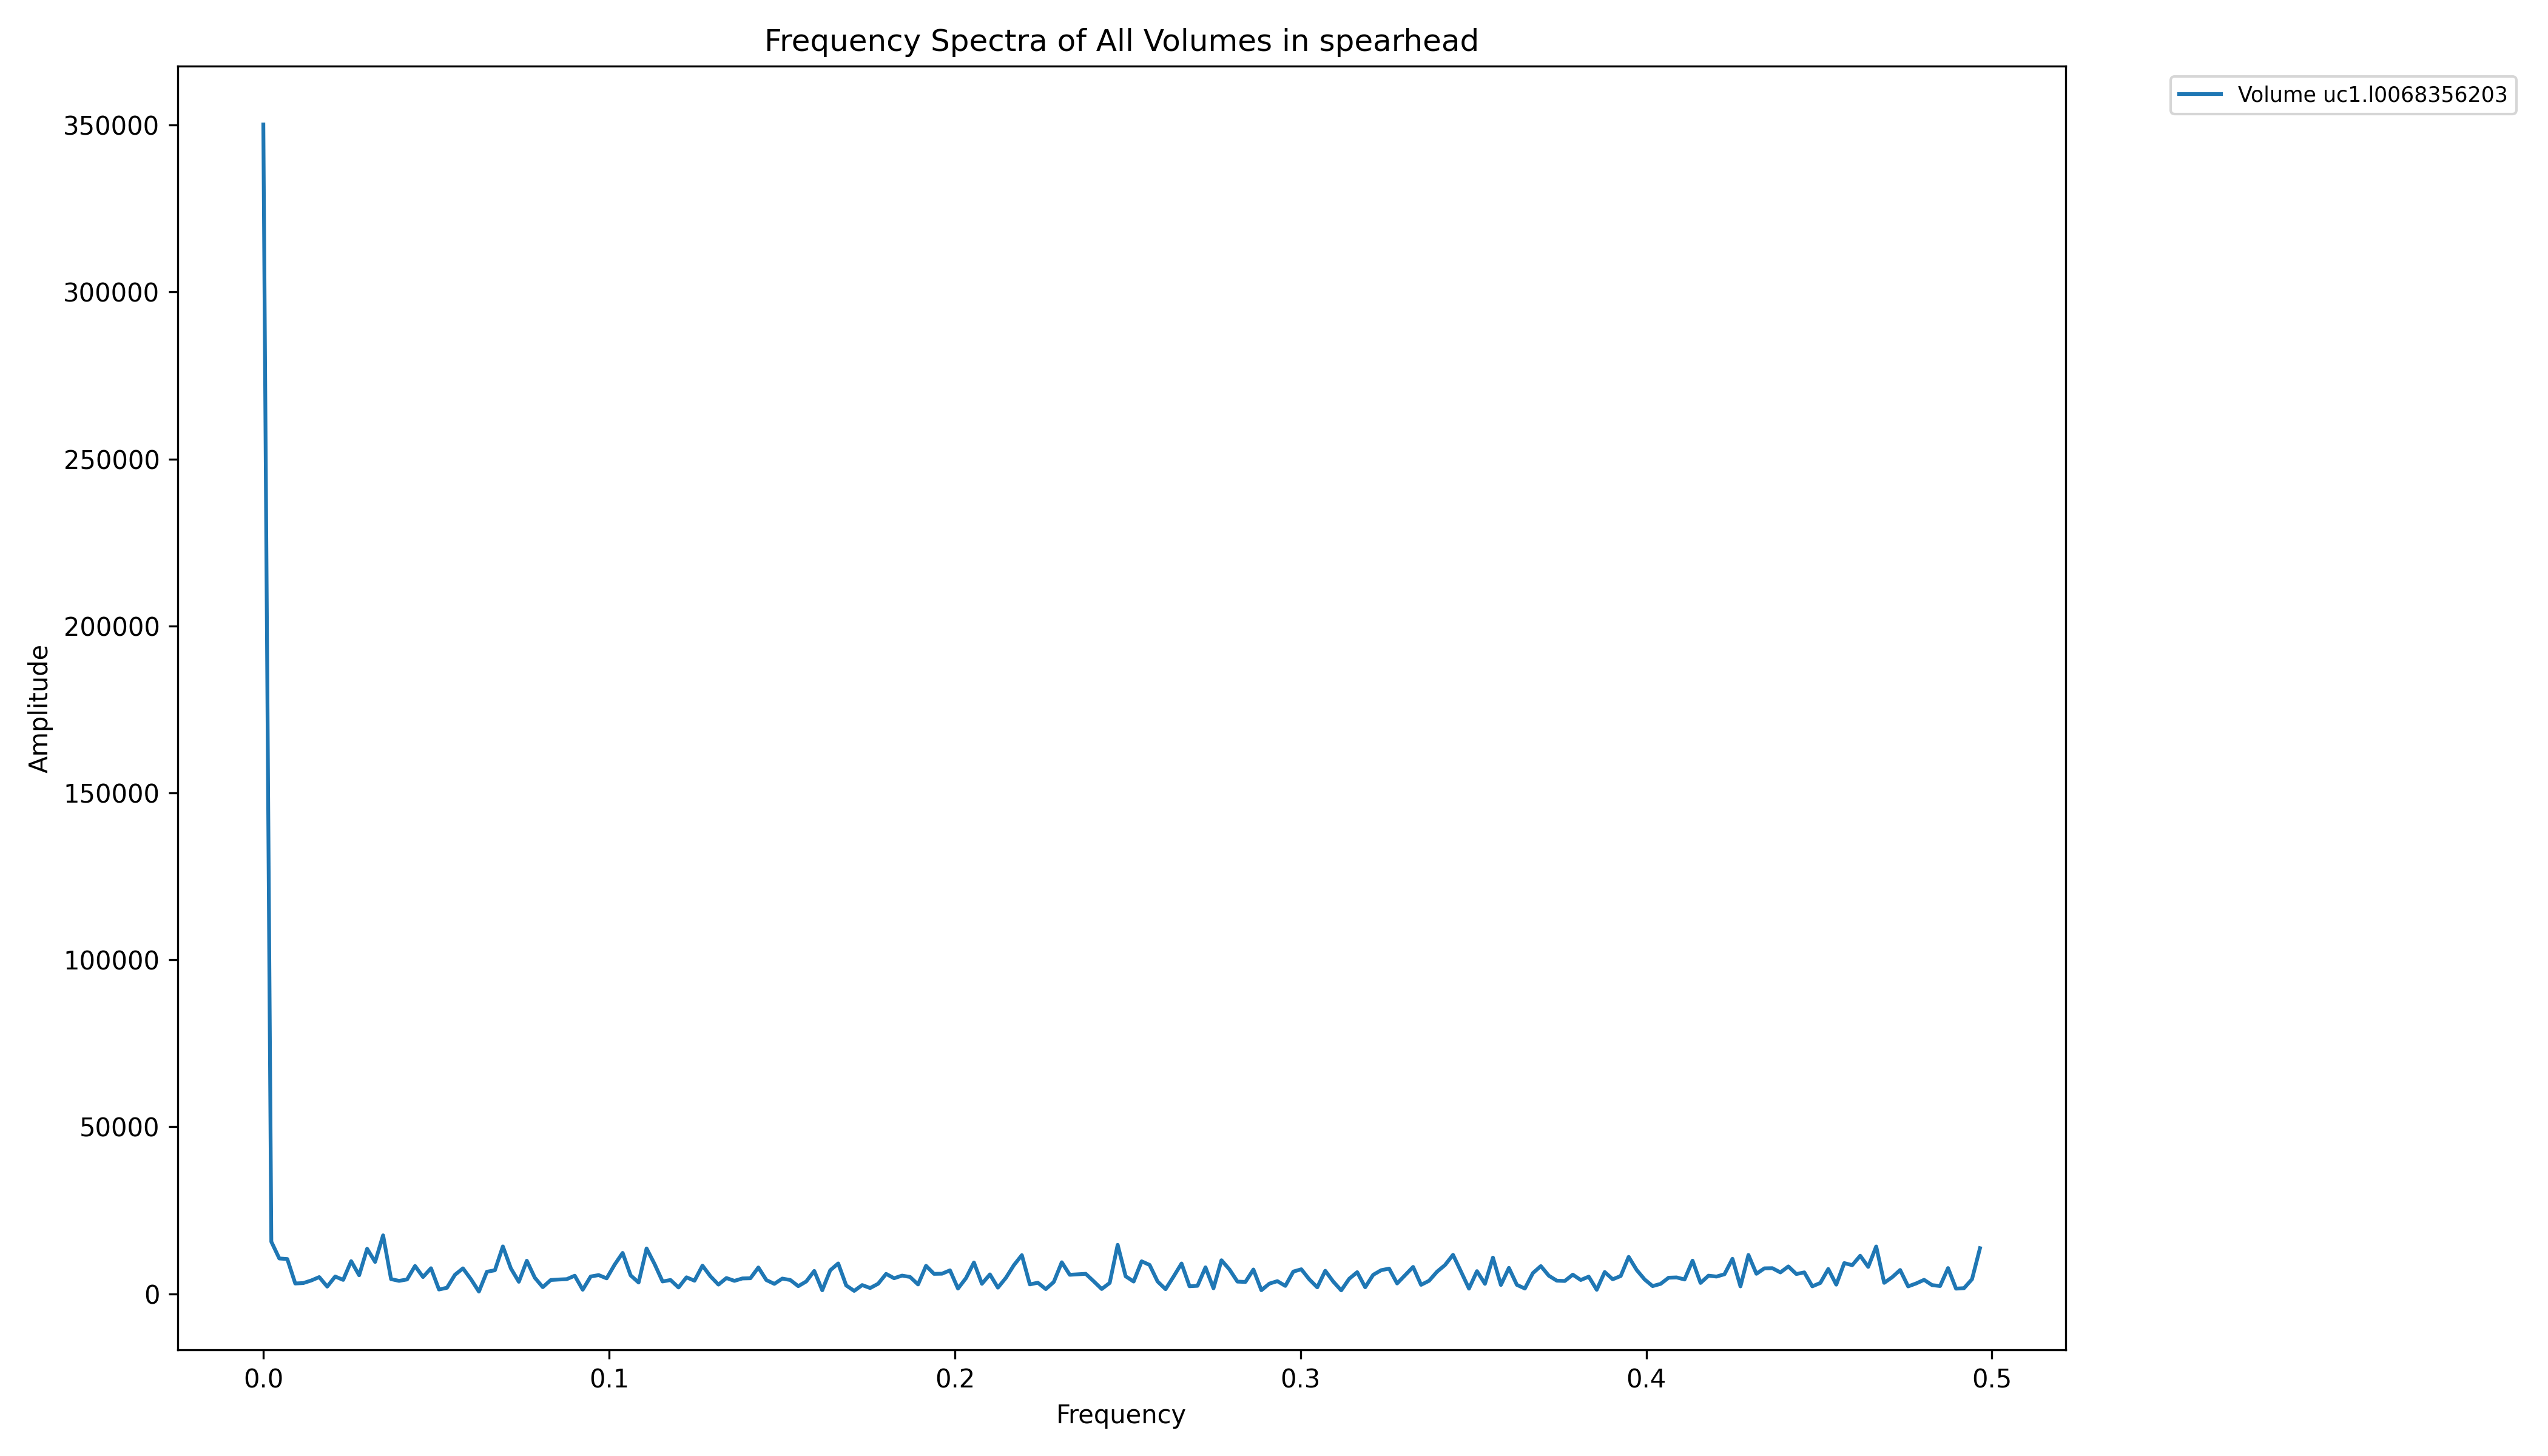 Frequency Spectra of All Volumes in spearhead
Volume uc1.l0068356203
350000
300000
250000
200000
150000
100000
50000
0
Amplitude
0.0 0.1 0.2 0.3 0.4 0.5
Frequency